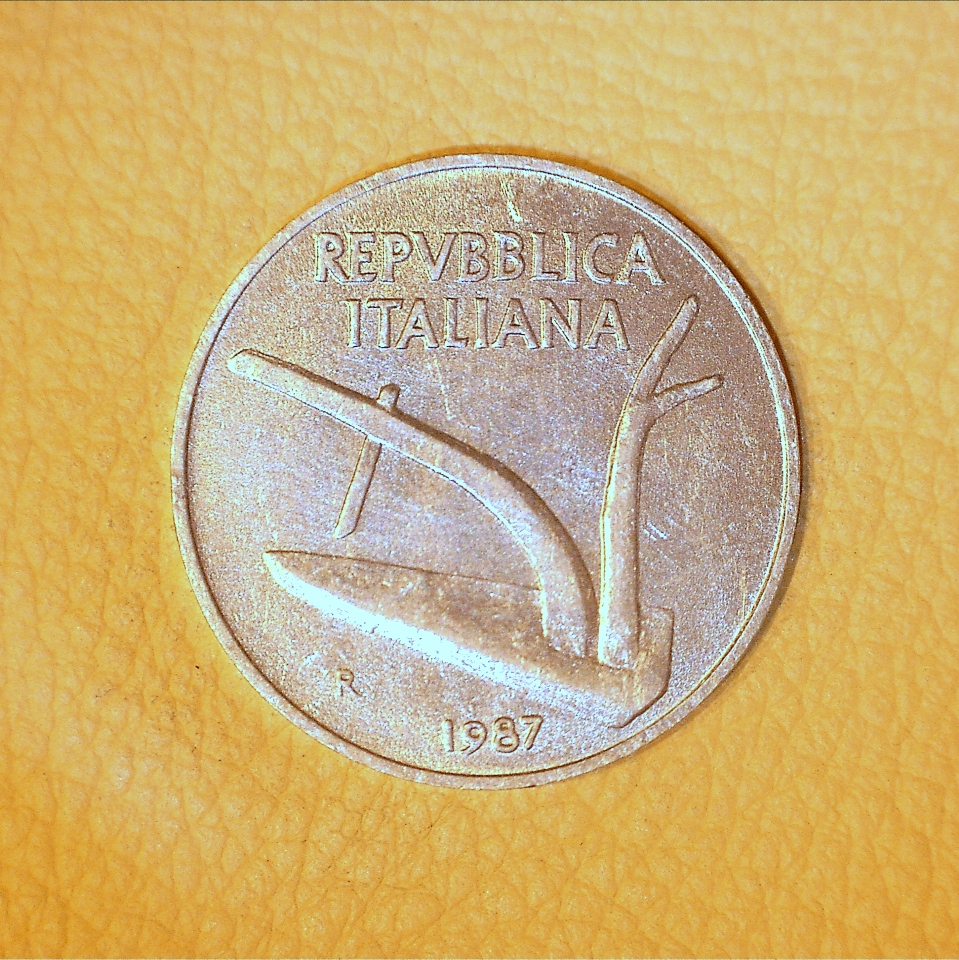 REPVBBLICA
ITALIANA
R
1987